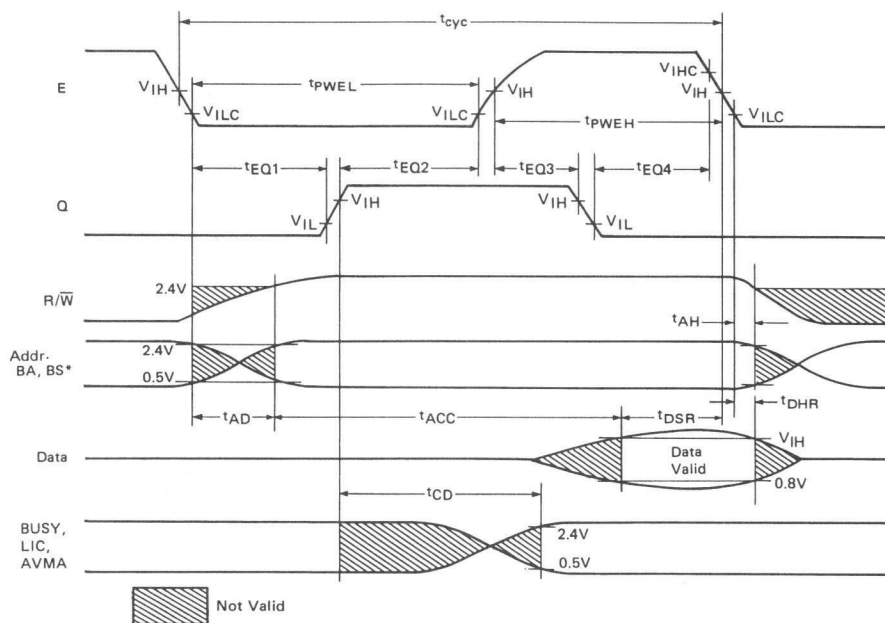 tcyc
E
VIH
VILC
tPWEL
VILC
VIH
VIHC
VIH
VILC
tPWEH
tEQ1
tEQ2
tEQ3
tEQ4
Q
VIL
VIH
VIH
VIL
R/W̅
2.4V
tAH
Addr.
BA, BS*
2.4V
0.5V
tAD
tACC
tDSR
tDHR
Data
Data
Valid
VIH
0.8V
tCD
BUSY,
LIC,
AVMA
2.4V
0.5V
Not Valid